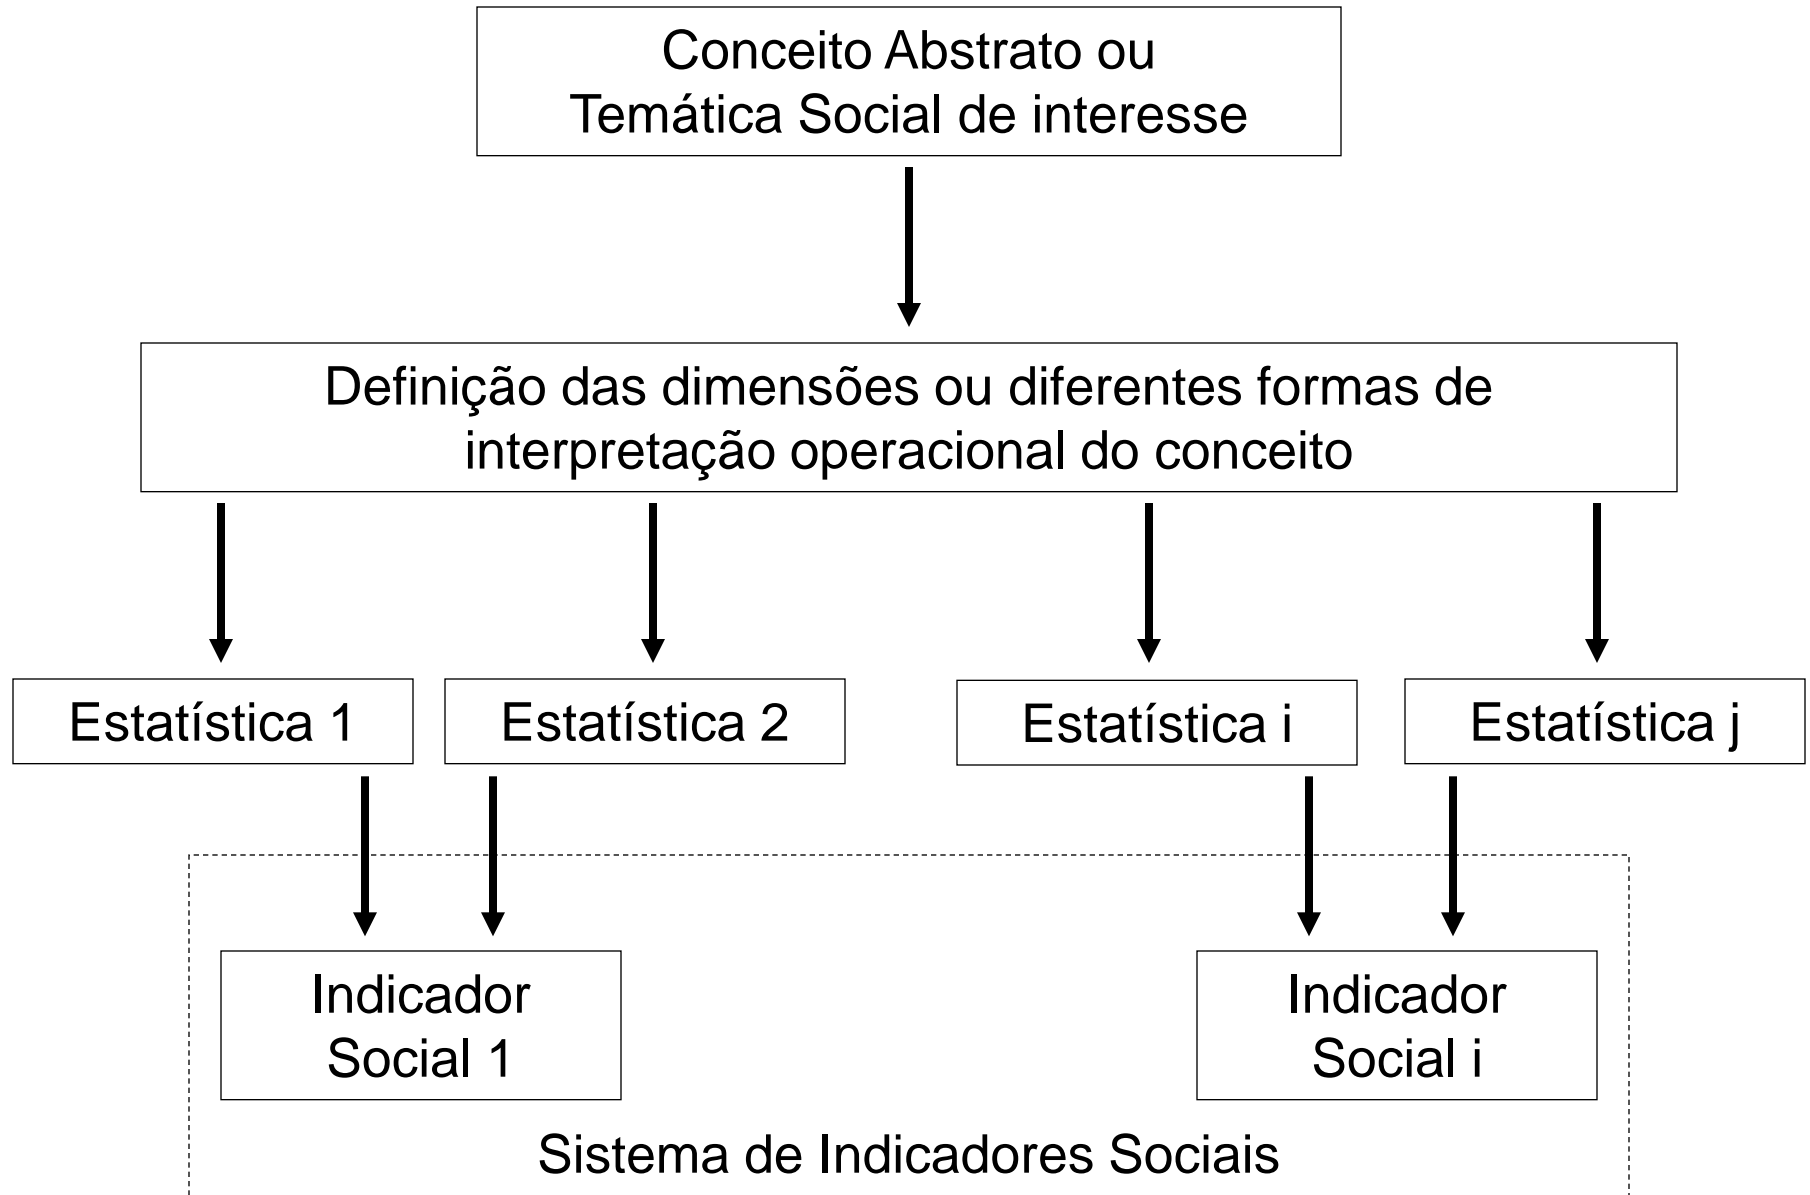 Conceito Abstrato ou
Temática Social de interesse
Definição das dimensões ou diferentes formas de
interpretação operacional do conceito
Estatística 1
Estatística 2
Estatística i
Estatística j
Indicador
Social 1
Indicador
Social i
Sistema de Indicadores Sociais